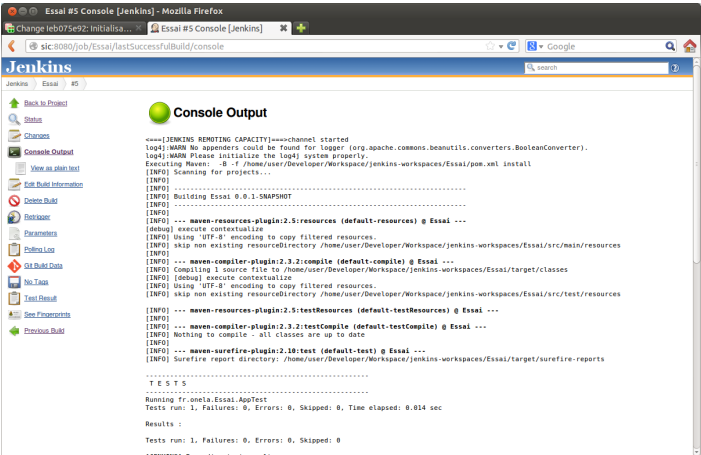 Essai #5 Console [Jenkins] - Mozilla Firefox
Change Ieb075e92: Initialisa...
Essai #5 Console [Jenkins]
sic:8080/job/Essai/lastSuccessfulBuild/console
Google
Jenkins
search
Jenkins Essai #5
Back to Project
Status
Changes
Console Output
View as plain text
Edit Build Information
Delete Build
Retrigger
Parameters
Polling Log
Git Build Data
No Tags
Test Result
See Fingerprints
Previous Build
Console Output
<===[JENKINS REMOTING CAPACITY]===>channel started
log4j:WARN No appenders could be found for logger (org.apache.commons.beanutils.converters.BooleanConverter).
log4j:WARN Please initialize the log4j system properly.
Executing Maven: -B -f /home/user/Developer/Workspace/jenkins-workspaces/Essai/pom.xml install
[INFO] Scanning for projects...
[INFO]
[INFO] ------------------------------------------------------------------------
[INFO] Building Essai 0.0.1-SNAPSHOT
[INFO] ------------------------------------------------------------------------
[INFO]
[INFO] --- maven-resources-plugin:2.5:resources (default-resources) @ Essai ---
[debug] execute contextualize
[INFO] Using 'UTF-8' encoding to copy filtered resources.
[INFO] skip non existing resourceDirectory /home/user/Developer/Workspace/jenkins-workspaces/Essai/src/main/resources
[INFO]
[INFO] --- maven-compiler-plugin:2.3.2:compile (default-compile) @ Essai ---
[INFO] Compiling 1 source file to /home/user/Developer/Workspace/jenkins-workspaces/Essai/target/classes
[INFO] [debug] execute contextualize
[INFO] Using 'UTF-8' encoding to copy filtered resources.
[INFO] skip non existing resourceDirectory /home/user/Developer/Workspace/jenkins-workspaces/Essai/src/test/resources
[INFO] --- maven-resources-plugin:2.5:testResources (default-testResources) @ Essai ---
[INFO]
[INFO] --- maven-compiler-plugin:2.3.2:testCompile (default-testCompile) @ Essai ---
[INFO] Nothing to compile - all classes are up to date
[INFO]
[INFO] --- maven-surefire-plugin:2.10:test (default-test) @ Essai ---
[INFO] Surefire report directory: /home/user/Developer/Workspace/jenkins-workspaces/Essai/target/surefire-reports
-------------------------------------------------------
T E S T S
-------------------------------------------------------
Running fr.onela.Essai.AppTest
Tests run: 1, Failures: 0, Errors: 0, Skipped: 0, Time elapsed: 0.014 sec
Results :
Tests run: 1, Failures: 0, Errors: 0, Skipped: 0